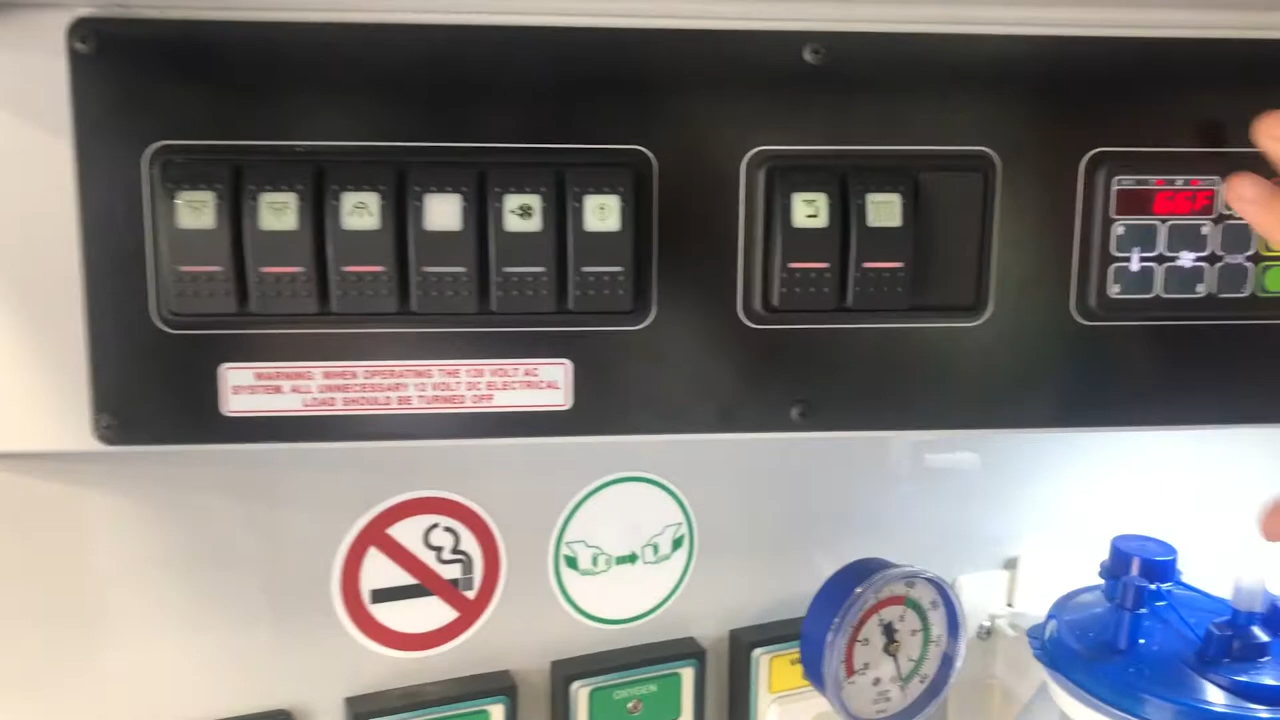 66F
WARNING: WHEN OPERATING THE 120 VOLT AC
SYSTEM, ALL UNNECESSARY 12 VOLT DC ELECTRICAL
LOAD SHOULD BE TURNED OFF
OXYGEN